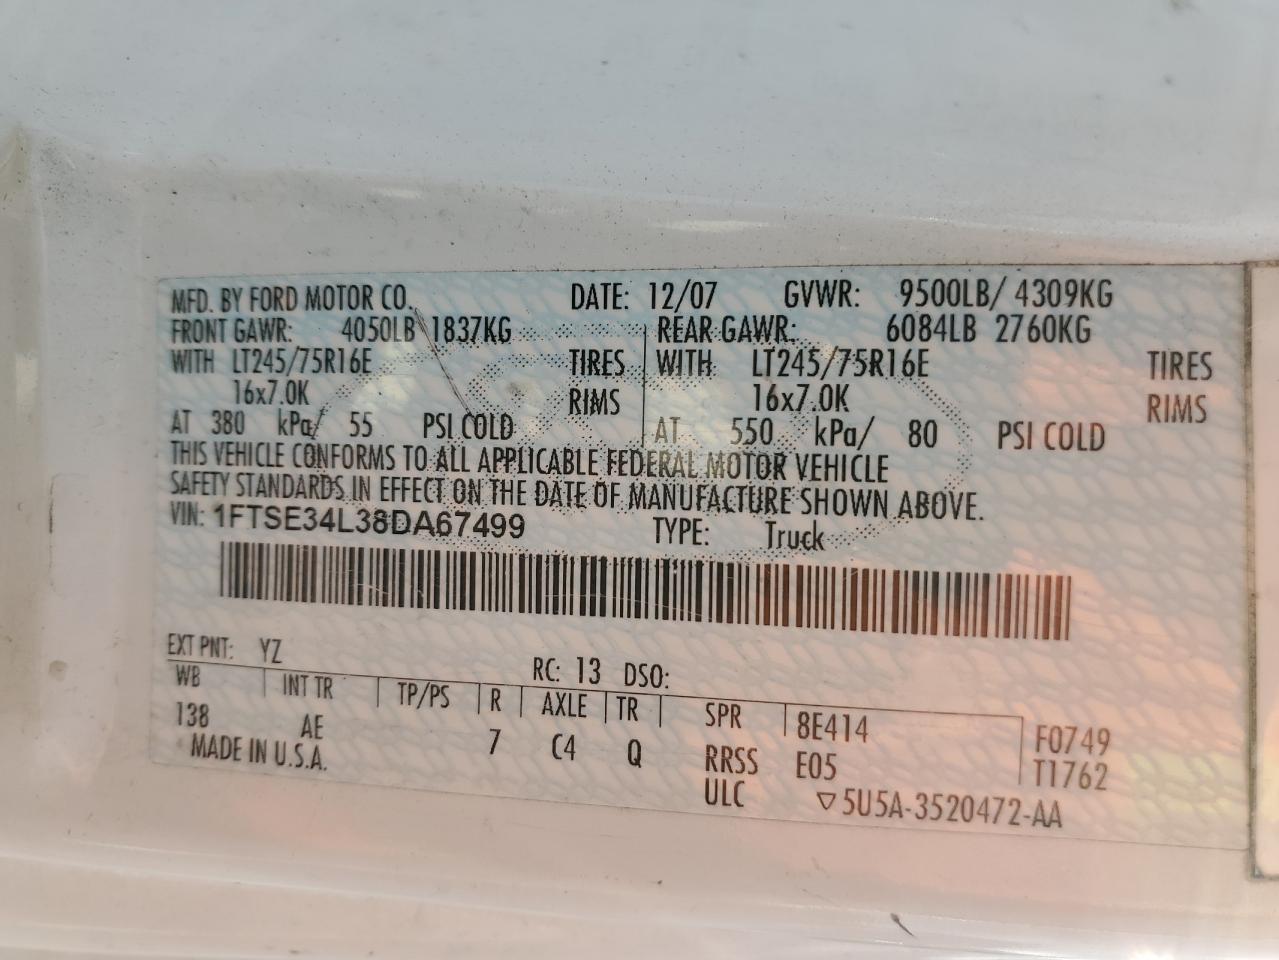 MFD. BY FORD MOTOR CO. DATE: 12/07 GVWR: 9500LB/ 4309KG
FRONT GAWR: 4050LB 1837KG REAR GAWR: 6084LB 2760KG
WITH LT245/75R16E TIRES WITH LT245/75R16E TIRES
16x7.0K RIMS 16x7.0K RIMS
AT 380 kPa/ 55 PSI COLD AT 550 kPa/ 80 PSI COLD
THIS VEHICLE CONFORMS TO ALL APPLICABLE FEDERAL MOTOR VEHICLE
SAFETY STANDARDS IN EFFECT ON THE DATE OF MANUFACTURE SHOWN ABOVE.
VIN: 1FTSE34L38DA67499 TYPE: Truck
EXT PNT: YZ RC: 13 DSO:
WB INT TR TP/PS R AXLE TR SPR 8E414 F0749
138 AE 7 C4 Q RRSS E05 T1762
MADE IN U.S.A. ULC ▽5U5A-3520472-AA